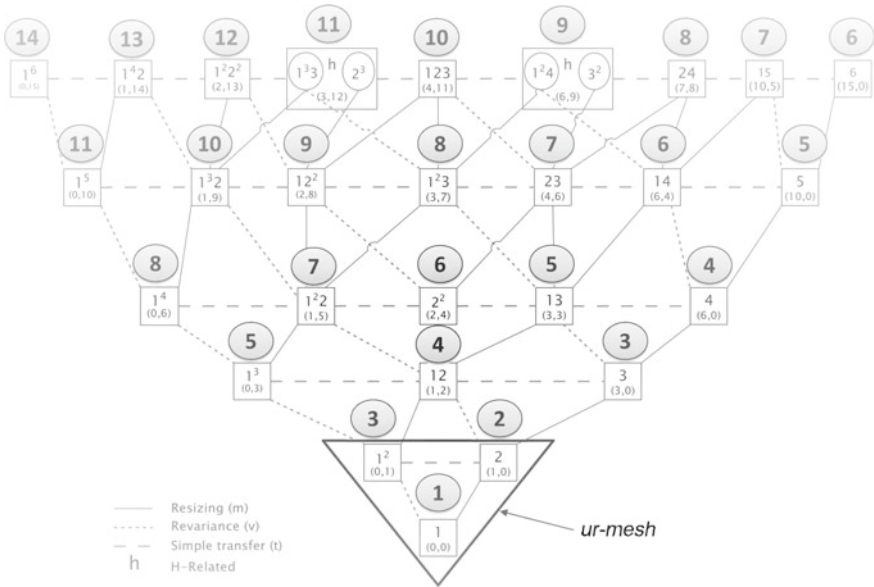 14 13 12 11 10 9 8 7 6
1⁶ 1⁴2 1²2² 1³3 h 2³ 123 1²4 h 3² 24 15 6
(0,15) (1,14) (2,13) (3,12) (4,11) (6,9) (7,8) (10,5) (15,0)
11 10 9 8 7 6 5
1⁵ 1³2 12² 1²3 23 14 5
(0,10) (1,9) (2,8) (3,7) (4,6) (6,4) (10,0)
8 7 6 5 4
1⁴ 1²2 2² 13 4
(0,6) (1,5) (2,4) (3,3) (6,0)
5 4 3
1³ 12 3
(0,3) (1,2) (3,0)
3 2
1² 2
(0,1) (1,0)
1
1
(0,0)
Resizing (m)
Revariance (v)
Simple transfer (t)
h H-Related
ur-mesh